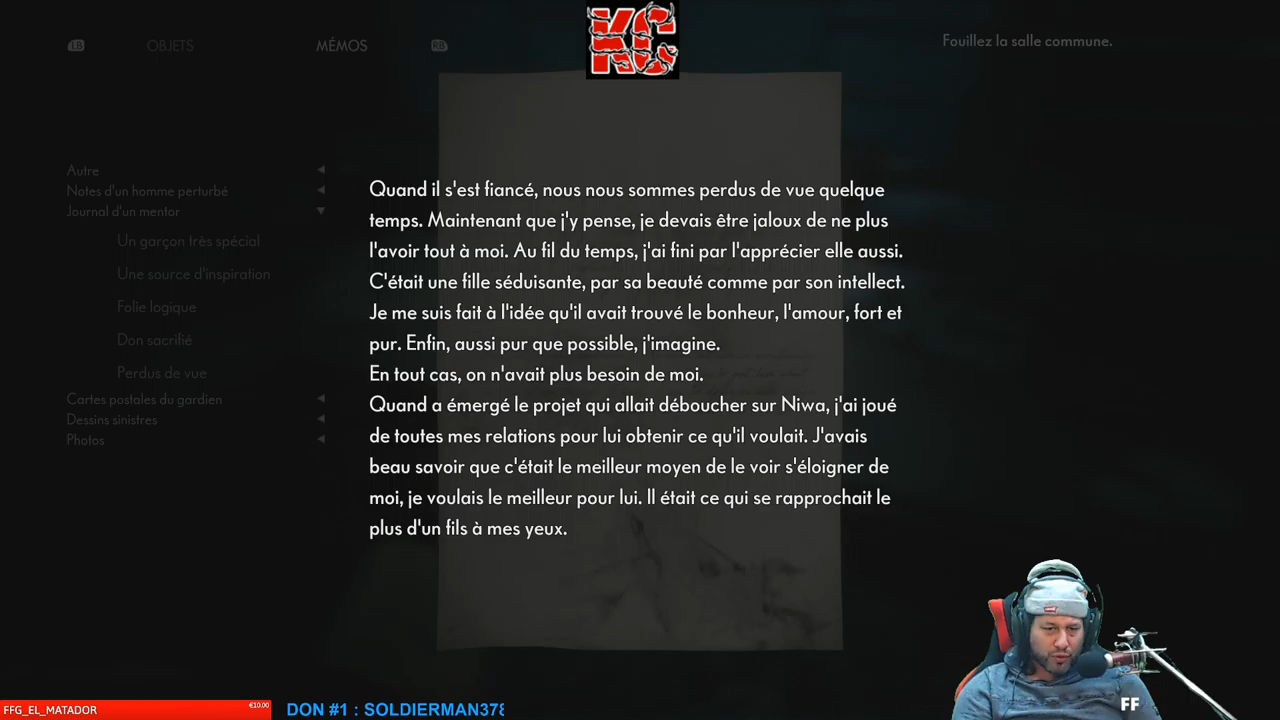 KC
LB
OBJETS
MÉMOS
RB
Fouillez la salle commune.
Autre
Notes d'un homme perturbé
Journal d'un mentor
Un garçon très spécial
Une source d'inspiration
Folie logique
Don sacrifié
Perdus de vue
Cartes postales du gardien
Dessins sinistres
Photos
Quand il s'est fiancé, nous nous sommes perdus de vue quelque
temps. Maintenant que j'y pense, je devais être jaloux de ne plus
l'avoir tout à moi. Au fil du temps, j'ai fini par l'apprécier elle aussi.
C'était une fille séduisante, par sa beauté comme par son intellect.
Je me suis fait à l'idée qu'il avait trouvé le bonheur, l'amour, fort et
pur. Enfin, aussi pur que possible, j'imagine.
En tout cas, on n'avait plus besoin de moi.
Quand a émergé le projet qui allait déboucher sur Niwa, j'ai joué
de toutes mes relations pour lui obtenir ce qu'il voulait. J'avais
beau savoir que c'était le meilleur moyen de le voir s'éloigner de
moi, je voulais le meilleur pour lui. Il était ce qui se rapprochait le
plus d'un fils à mes yeux.
FFG_EL_MATADOR
€10.00
DON #1 : SOLDIERMAN378
FF